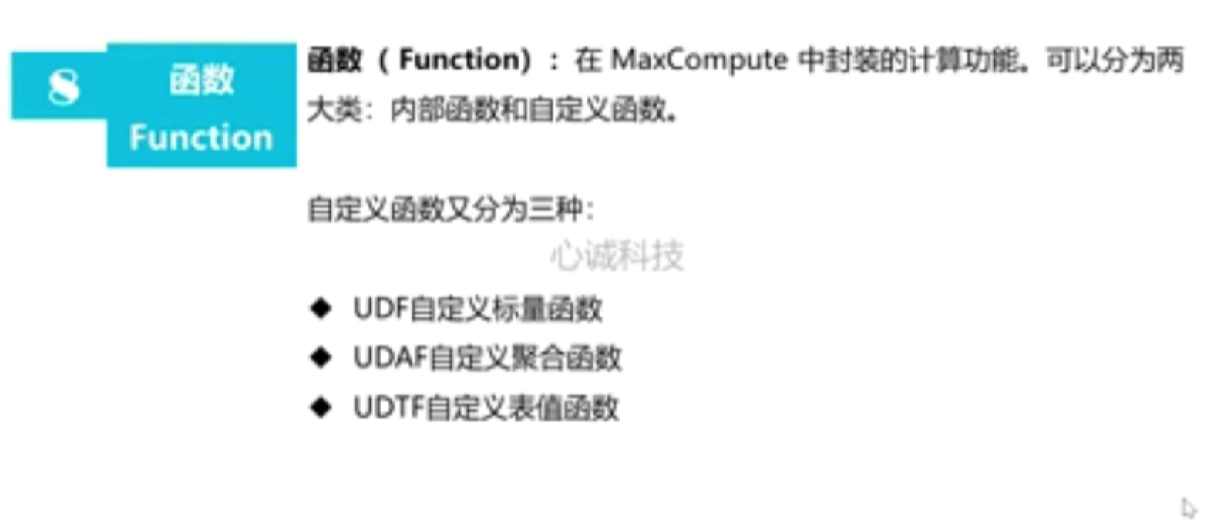 8
函数
Function
函数（ Function）：在 MaxCompute 中封装的计算功能。可以分为两
大类：内部函数和自定义函数。
自定义函数又分为三种：
心诚科技
◆ UDF自定义标量函数
◆ UDAF自定义聚合函数
◆ UDTF自定义表值函数